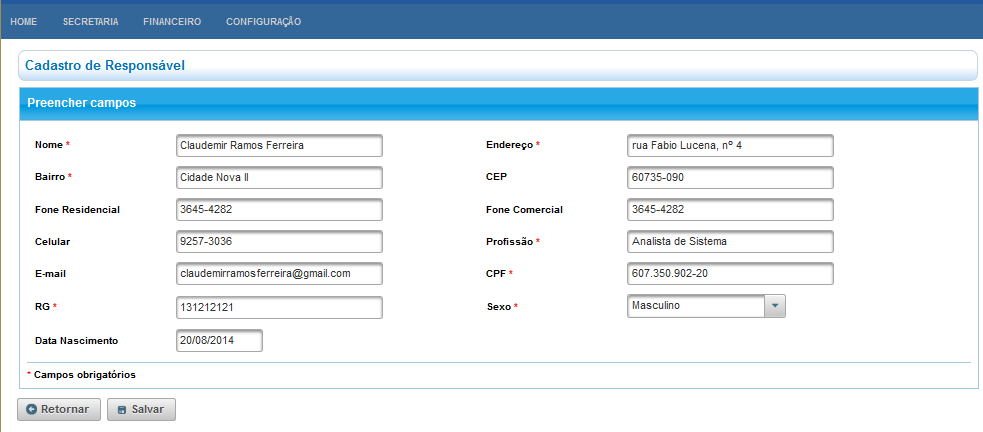 HOME SECRETARIA FINANCEIRO CONFIGURAÇÃO
Cadastro de Responsável
Preencher campos
Nome * Claudemir Ramos Ferreira Endereço * rua Fabio Lucena, nº 4
Bairro * Cidade Nova II CEP 60735-090
Fone Residencial 3645-4282 Fone Comercial 3645-4282
Celular 9257-3036 Profissão * Analista de Sistema
E-mail claudemirramosferreira@gmail.com CPF * 607.350.902-20
RG * 131212121 Sexo * Masculino
Data Nascimento 20/08/2014
* Campos obrigatórios
Retornar Salvar